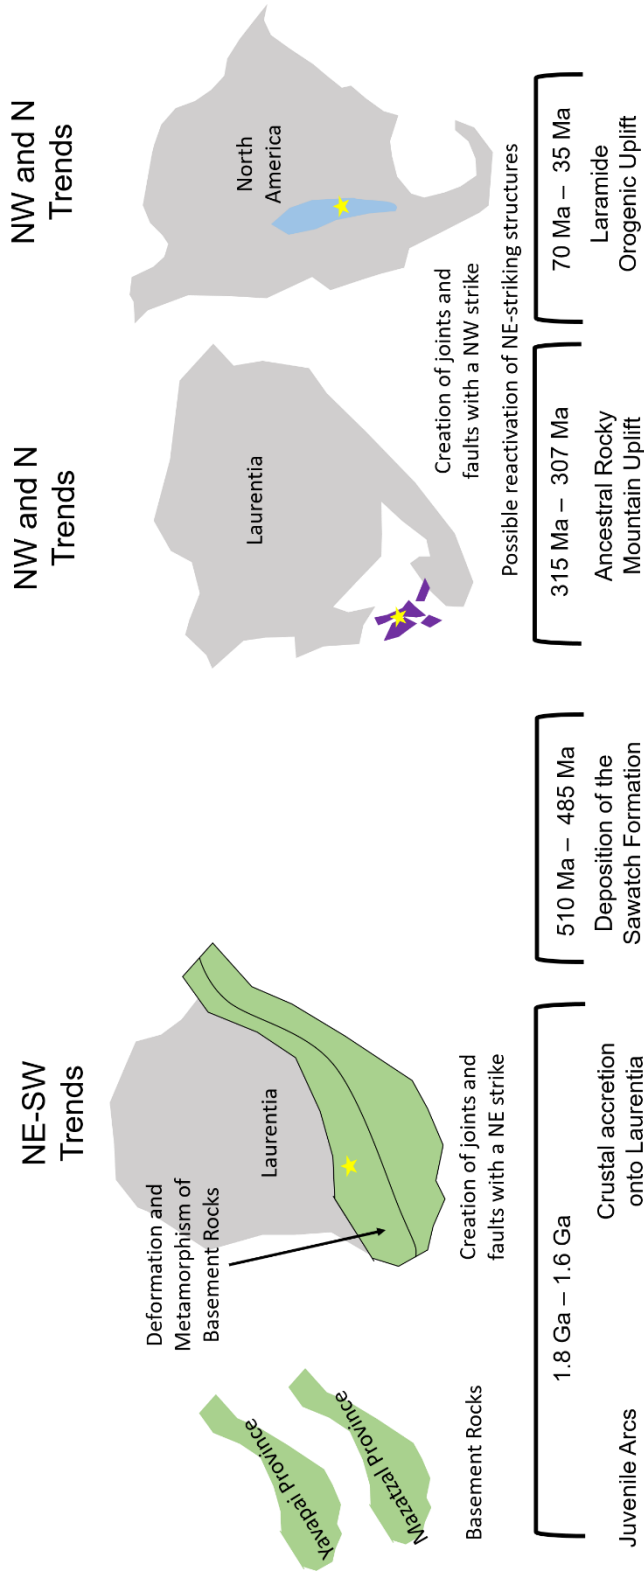 NE-SW
Trends
NW and N
Trends
NW and N
Trends
Yavapai Province
Mazatzal Province
Basement Rocks
Deformation and
Metamorphism of
Basement Rocks
Laurentia
Creation of joints and
faults with a NE strike
Laurentia
North
America
Creation of joints and
faults with a NW strike
Possible reactivation of NE-striking structures
1.8 Ga – 1.6 Ga
Juvenile Arcs
Crustal accretion
onto Laurentia
510 Ma – 485 Ma
Deposition of the
Sawatch Formation
315 Ma – 307 Ma
Ancestral Rocky
Mountain Uplift
70 Ma – 35 Ma
Laramide
Orogenic Uplift